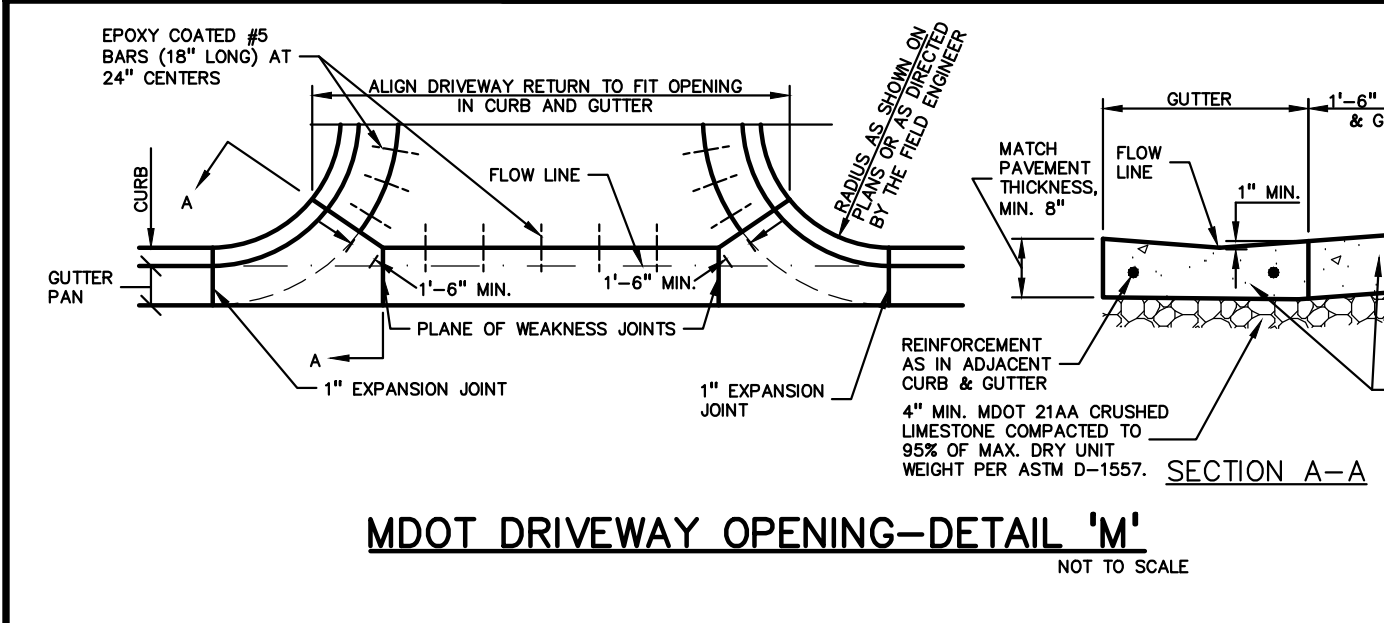 EPOXY COATED #5
BARS (18" LONG) AT
24" CENTERS
ALIGN DRIVEWAY RETURN TO FIT OPENING
IN CURB AND GUTTER
RADIUS AS SHOWN ON
PLANS OR AS DIRECTED
BY THE FIELD ENGINEER
CURB
A
FLOW LINE
GUTTER
PAN
1'-6" MIN.
1'-6" MIN.
PLANE OF WEAKNESS JOINTS
A
1" EXPANSION JOINT
1" EXPANSION
JOINT
GUTTER
1'-6"
& G
MATCH
PAVEMENT
THICKNESS,
MIN. 8"
FLOW
LINE
1" MIN.
REINFORCEMENT
AS IN ADJACENT
CURB & GUTTER
4" MIN. MDOT 21AA CRUSHED
LIMESTONE COMPACTED TO
95% OF MAX. DRY UNIT
WEIGHT PER ASTM D-1557.
SECTION A-A
MDOT DRIVEWAY OPENING-DETAIL 'M'
NOT TO SCALE